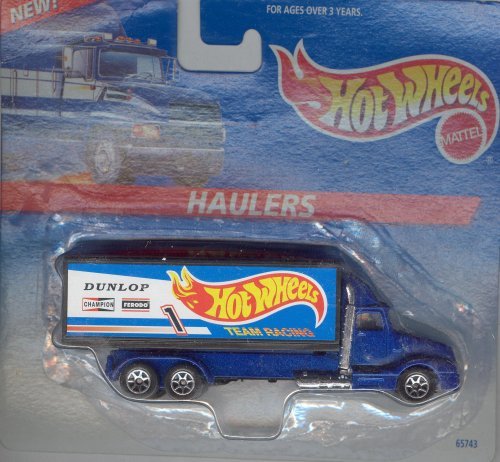 NEW!
FOR AGES OVER 3 YEARS.
HOT WHEELS
MATTEL
®
HAULERS
DUNLOP
CHAMPION
FERODO
1
HOT WHEELS
TEAM RACING
65743